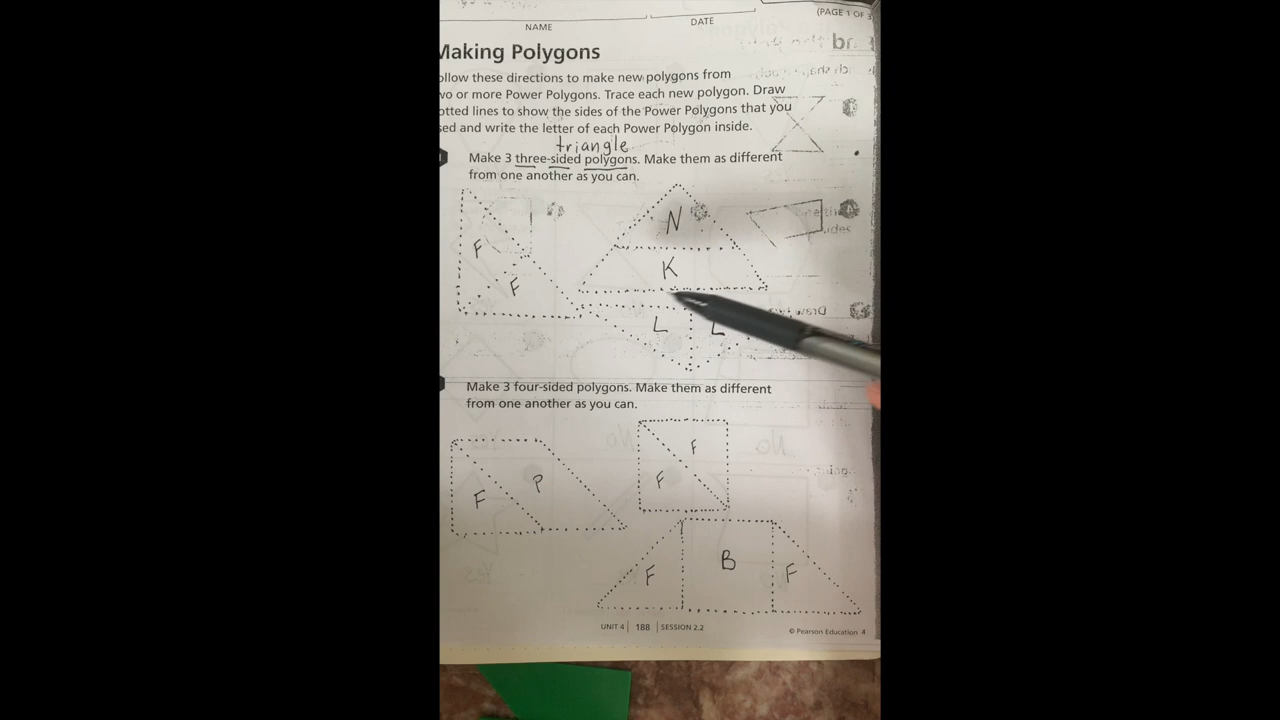 NAME
DATE
(PAGE 1 OF 3
Making Polygons
ollow these directions to make new polygons from
wo or more Power Polygons. Trace each new polygon. Draw
otted lines to show the sides of the Power Polygons that you
sed and write the letter of each Power Polygon inside.
triangle
Make 3 three-sided polygons. Make them as different
from one another as you can.
N
F
K
F
L
L
Make 3 four-sided polygons. Make them as different
from one another as you can.
F
F
P
F
B
F
F
UNIT 4 | 188 | SESSION 2.2
© Pearson Education 4